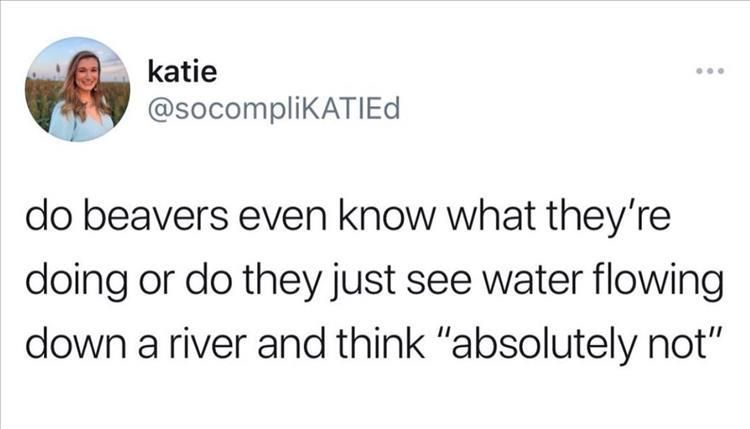 katie
@socompliKATIEd
do beavers even know what they’re
doing or do they just see water flowing
down a river and think “absolutely not”